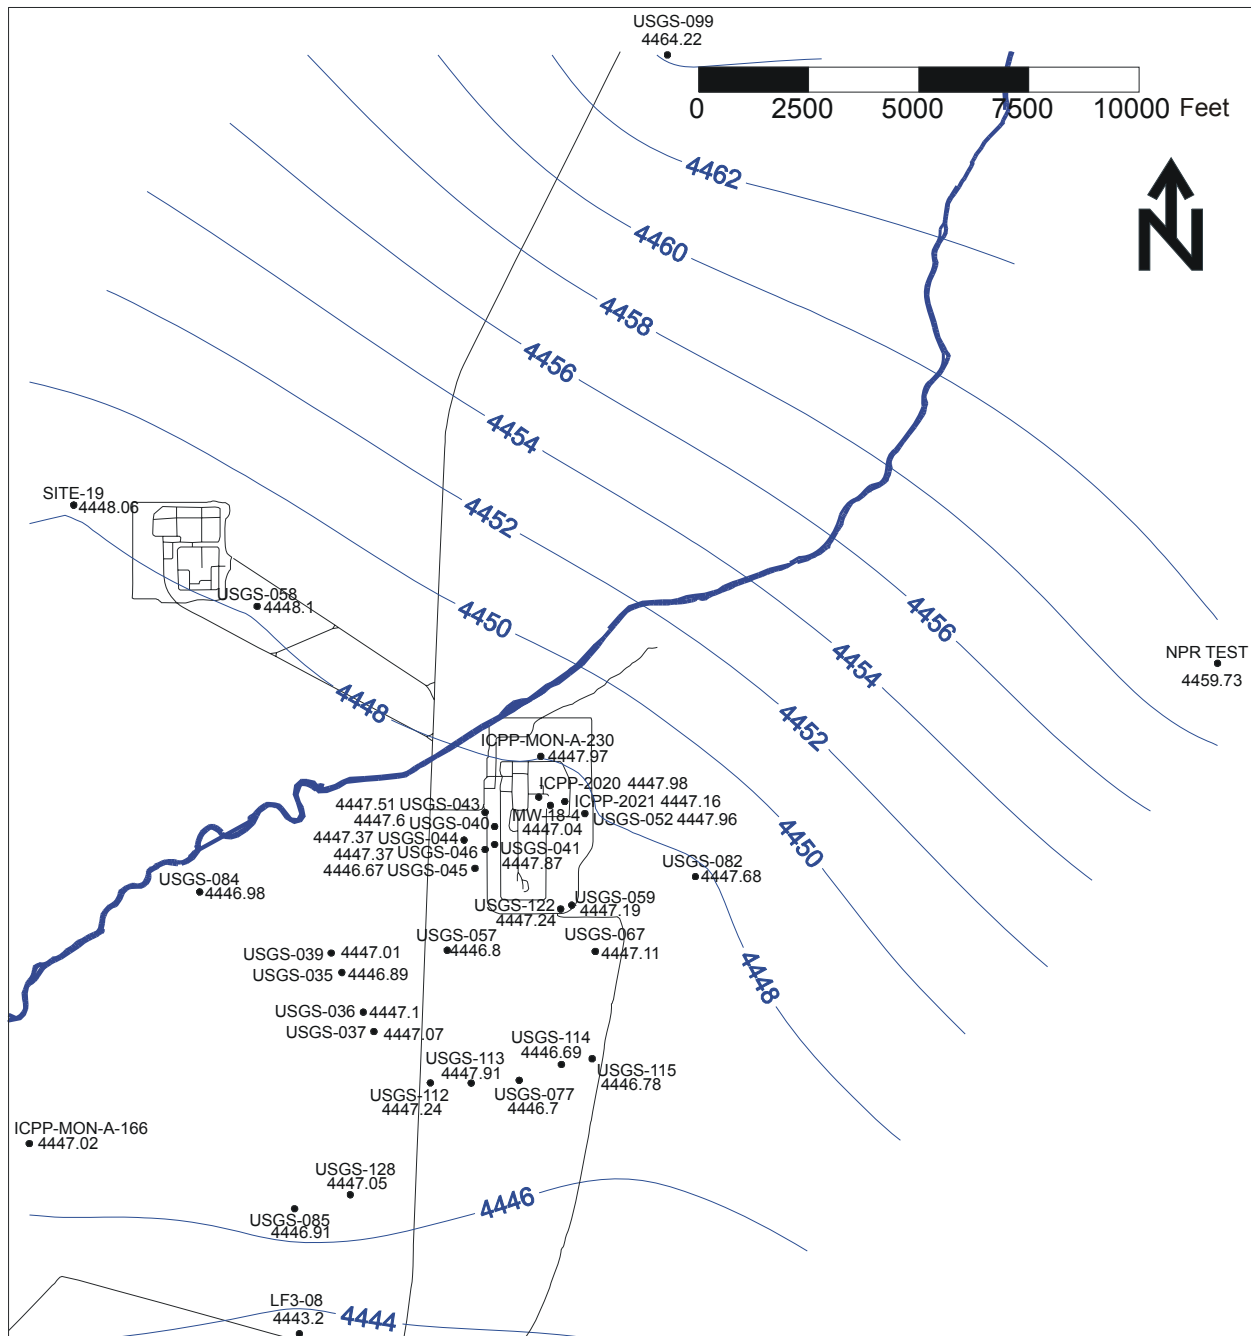 USGS-099
4464.22
0 2500 5000 7500 10000 Feet
N
4462
4460
4458
4456
4454
4452
4450
4448
SITE-19
4448.06
USGS-058
4448.1
4456
4454
4452
4450
4448
NPR TEST
4459.73
ICPP-MON-A-230
4447.97
ICPP-2020 4447.98
ICPP-2021 4447.16
MW-18-4
4447.04
USGS-052 4447.96
4447.51 USGS-043
4447.6 USGS-040
4447.37 USGS-044
4447.37 USGS-046
4446.67 USGS-045
USGS-041
4447.87
USGS-082
4447.68
USGS-084
4446.98
USGS-122
4447.24
USGS-059
4447.19
USGS-057
4446.8
USGS-067
4447.11
USGS-039 4447.01
USGS-035 4446.89
USGS-036 4447.1
USGS-037 4447.07
USGS-114
4446.69
USGS-113
4447.91
USGS-115
4446.78
USGS-112
4447.24
USGS-077
4446.7
ICPP-MON-A-166
4447.02
USGS-128
4447.05
USGS-085
4446.91
4446
LF3-08
4443.2
4444